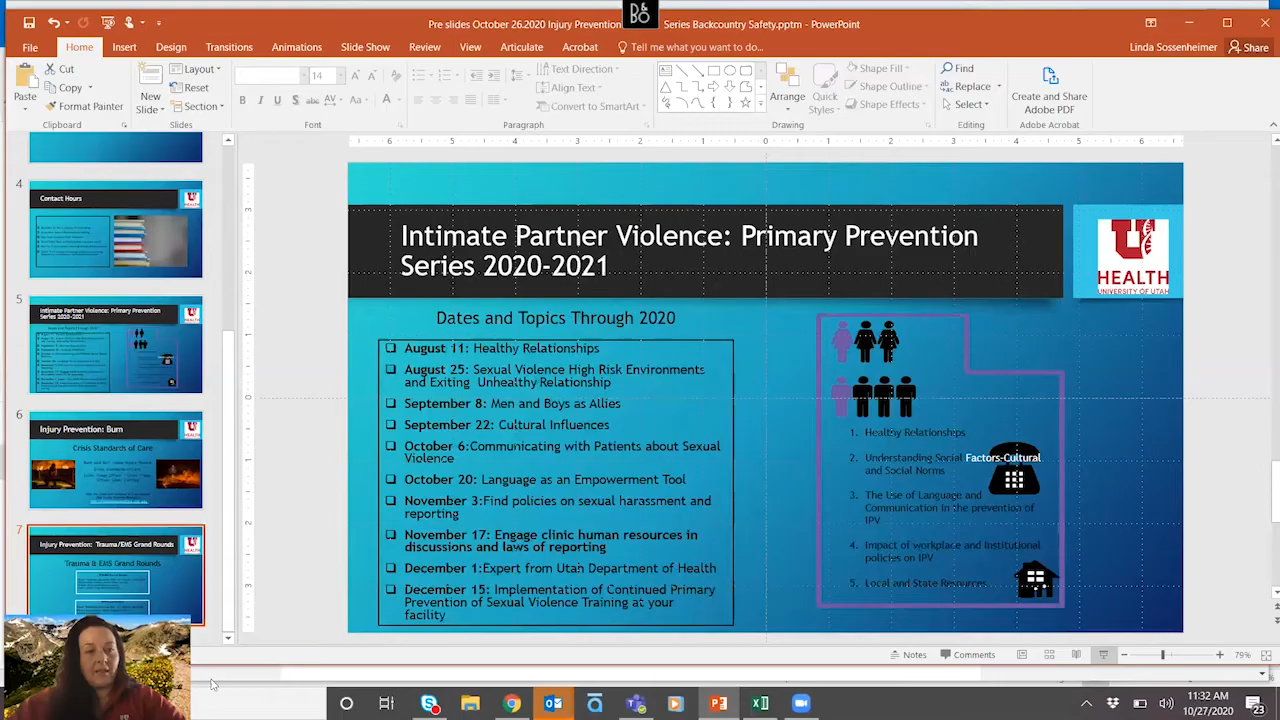 Pre slides October 26.2020 Injury Prevention Series Backcountry Safety.pptm - PowerPoint
File Home Insert Design Transitions Animations Slide Show Review View Articulate Acrobat Tell me what you want to do...
Linda Sossenheimer Share
Paste
Cut
Copy
Format Painter
Clipboard
New Slide
Layout
Reset
Section
Slides
14
Font
Text Direction
Align Text
Convert to SmartArt
Paragraph
Arrange
Quick Styles
Shape Fill
Shape Outline
Shape Effects
Drawing
Find
Replace
Select
Editing
Create and Share
Adobe PDF
Adobe Acrobat
4
Contact Hours
5
Intimate Partner Violence: Primary Prevention
Series 2020-2021
6
Injury Prevention: Burn
Crisis Standards of Care
7
Injury Prevention: Trauma/EMS Grand Rounds
Trauma & EMS Grand Rounds
Intimate Partner Violence: Primary Prevention
Series 2020-2021
U
HEALTH
UNIVERSITY OF UTAH
Dates and Topics Through 2020
August 11: Healthy Relationships
August 25: Sexual Violence High Risk Environments
and Exiting Unhealthy Relationship
September 8: Men and Boys as Allies
September 22: Cultural Influences
October 6:Communicating with Patients about Sexual
Violence
October 20: Language as an Empowerment Tool
November 3:Find policies on sexual harassment and
reporting
November 17: Engage clinic human resources in
discussions and laws of reporting
December 1:Expert from Utah Department of Health
December 15: Implementation of Continued Primary
Prevention of Sexual Violence Training at your
facility
1. Healthy Relationships
2. Understanding Social Factors-Cultural
and Social Norms
3. The Use of Language and
Communication in the prevention of
IPV
4. Impact of workplace and Institutional
policies on IPV
5. Local and State Resources
Notes Comments 79%
11:32 AM
10/27/2020
23